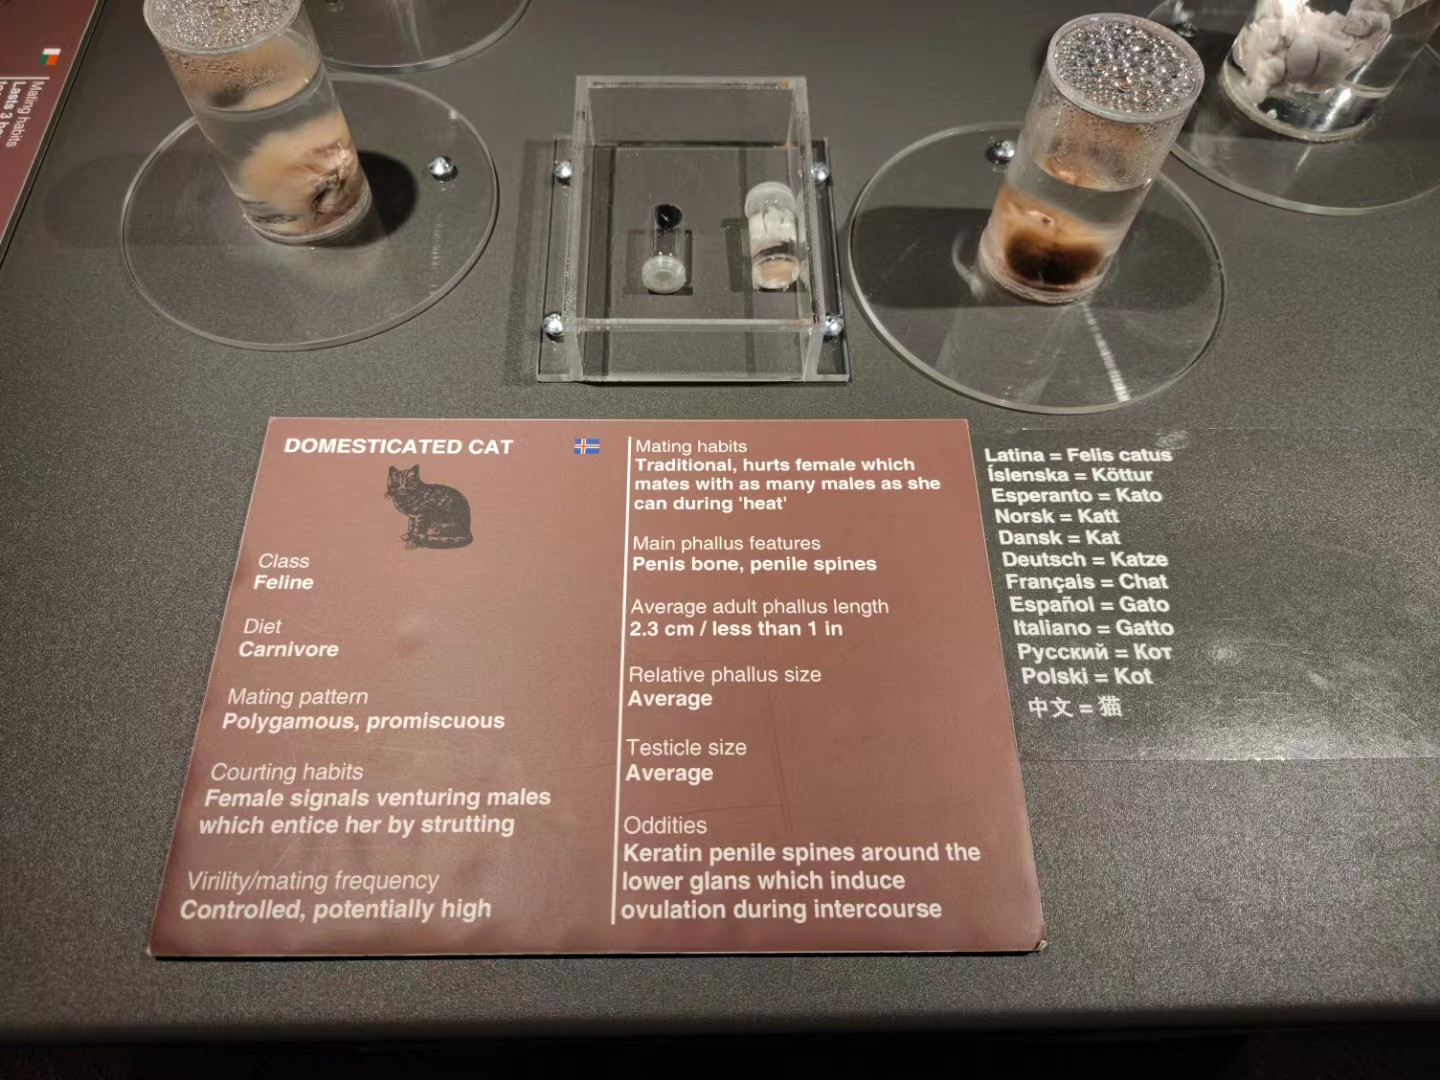 Mating habits
Lasts 3
DOMESTICATED CAT
Class
Feline
Diet
Carnivore
Mating pattern
Polygamous, promiscuous
Courting habits
Female signals venturing males
which entice her by strutting
Virility/mating frequency
Controlled, potentially high
Mating habits
Traditional, hurts female which
mates with as many males as she
can during 'heat'
Main phallus features
Penis bone, penile spines
Average adult phallus length
2.3 cm / less than 1 in
Relative phallus size
Average
Testicle size
Average
Oddities
Keratin penile spines around the
lower glans which induce
ovulation during intercourse
Latina = Felis catus
Íslenska = Köttur
Esperanto = Kato
Norsk = Katt
Dansk = Kat
Deutsch = Katze
Français = Chat
Español = Gato
Italiano = Gatto
Русский = Кот
Polski = Kot
中文 = 猫